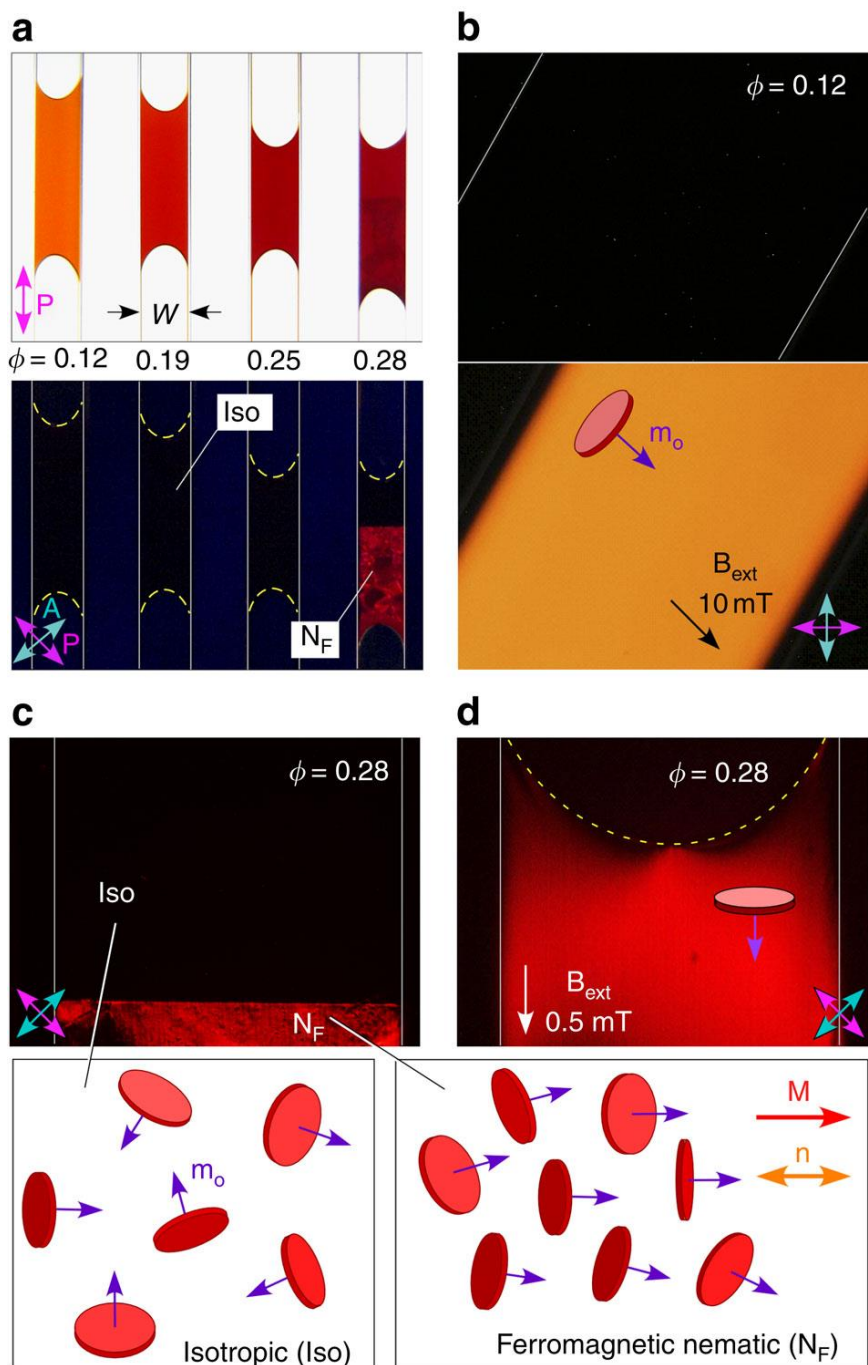 a
P
W
ϕ = 0.12 0.19 0.25 0.28
Iso
A
P
N_F
b
ϕ = 0.12
m_o
B_ext
10 mT
c
ϕ = 0.28
Iso
N_F
d
ϕ = 0.28
B_ext
0.5 mT
m_o
Isotropic (Iso)
M
n
Ferromagnetic nematic (N_F)